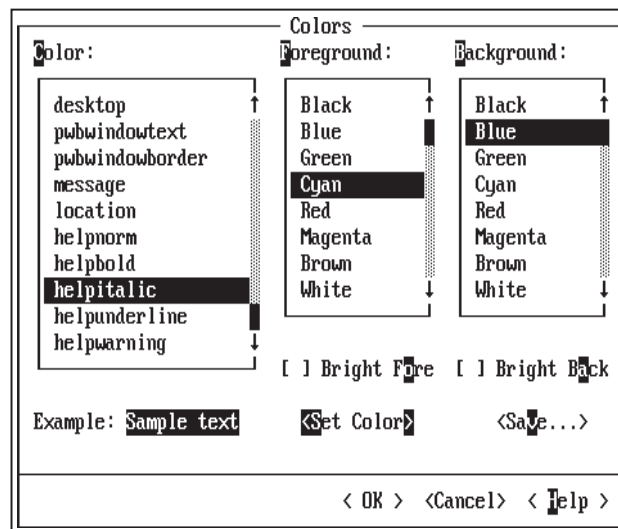 Colors
Color:
desktop
pwbwindowtext
pwbwindowborder
message
location
helpnorm
helpbold
helpitalic
helpunderline
helpwarning
Foreground:
Black
Blue
Green
Cyan
Red
Magenta
Brown
White
Background:
Black
Blue
Green
Cyan
Red
Magenta
Brown
White
[ ] Bright Fore [ ] Bright Back
Example: Sample text <Set Color> <Save...>
< OK > <Cancel> < Help >